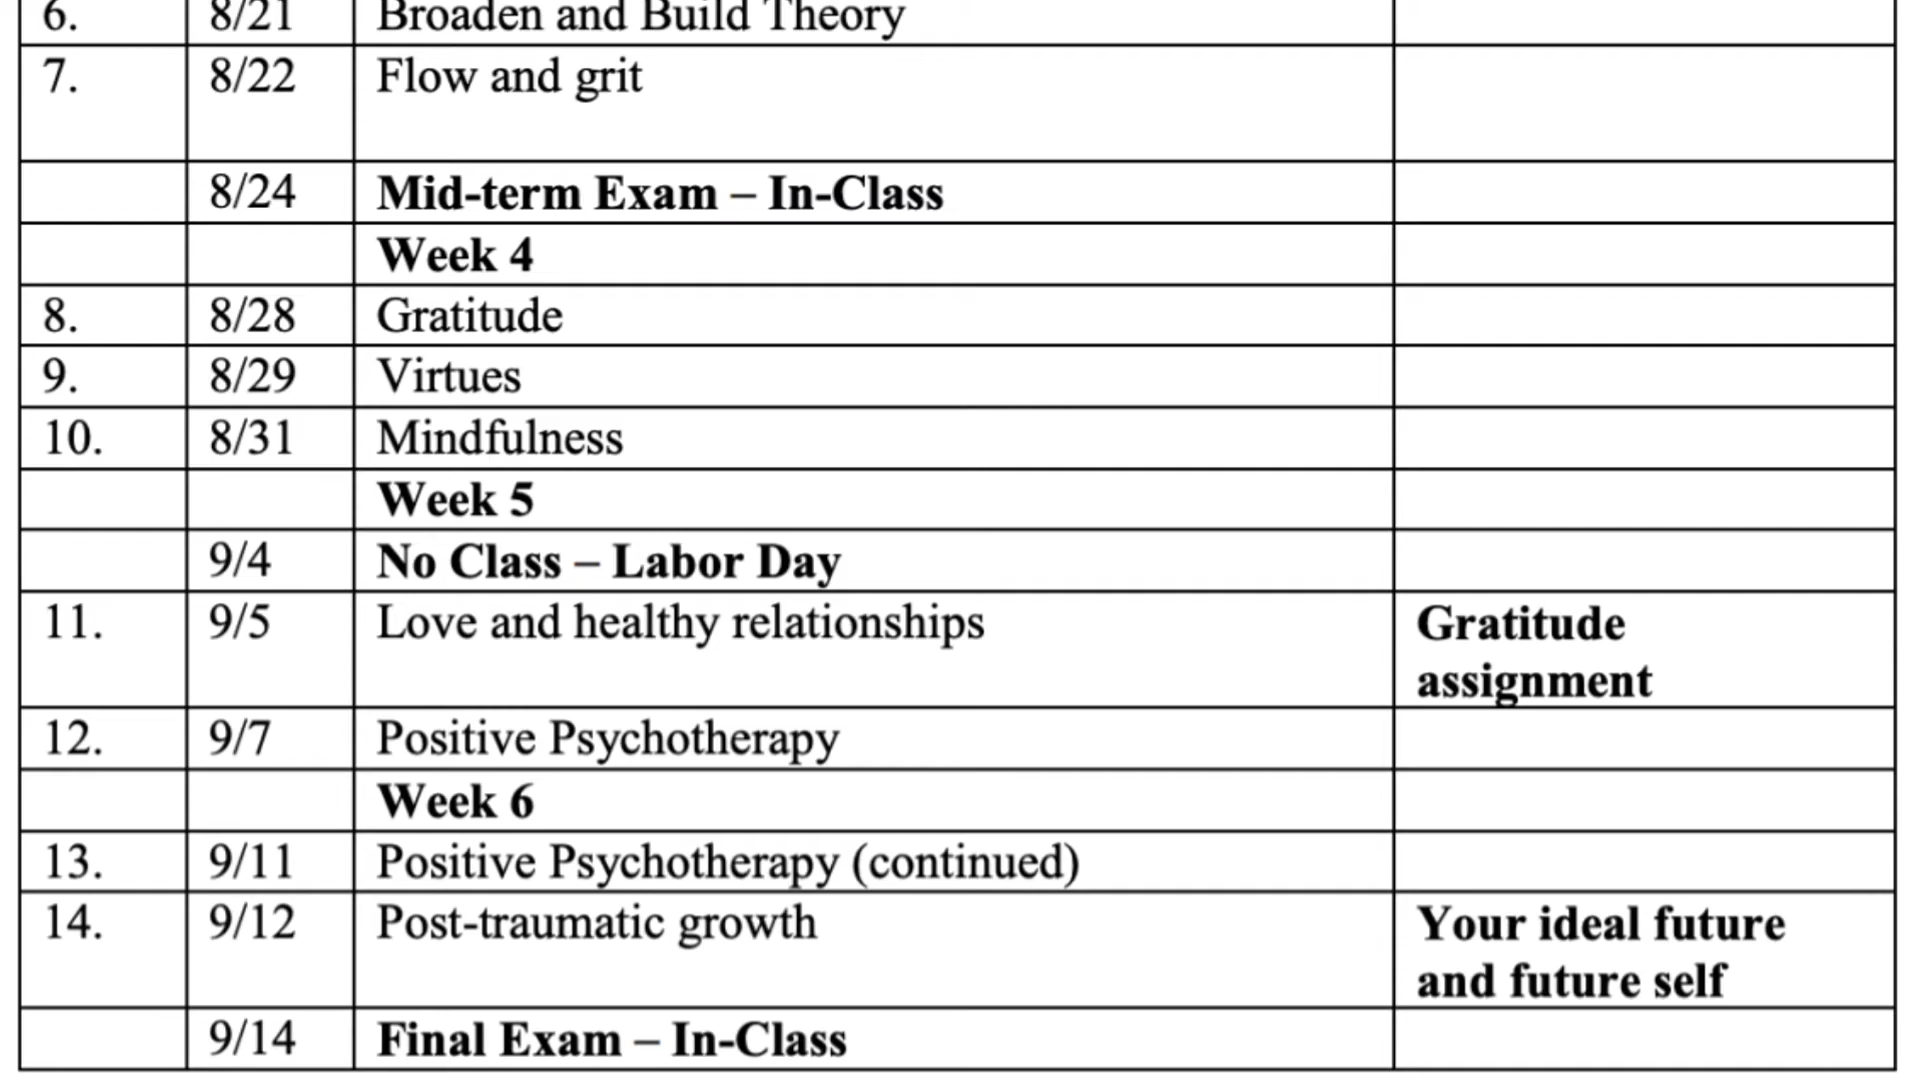 6. 8/21 Broaden and Build Theory
7. 8/22 Flow and grit
8/24 Mid-term Exam – In-Class
Week 4
8. 8/28 Gratitude
9. 8/29 Virtues
10. 8/31 Mindfulness
Week 5
9/4 No Class – Labor Day
11. 9/5 Love and healthy relationships Gratitude
assignment
12. 9/7 Positive Psychotherapy
Week 6
13. 9/11 Positive Psychotherapy (continued)
14. 9/12 Post-traumatic growth Your ideal future
and future self
9/14 Final Exam – In-Class